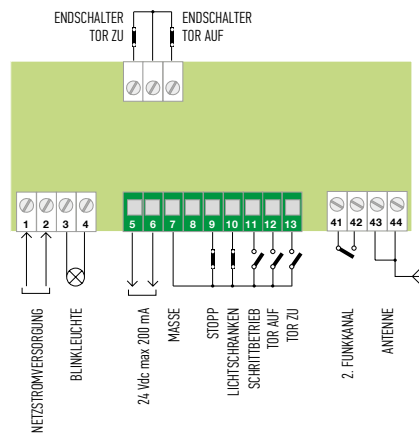 ENDSCHALTER
TOR ZU
ENDSCHALTER
TOR AUF
1
2
3
4
5
6
7
8
9
10
11
12
13
41
42
43
44
NETZSTROMVERSORGUNG
BLINKLEUCHTE
24 Vdc max 200 mA
MASSE
STOPP
LICHTSCHRANKEN
SCHRITTBETRIEB
TOR AUF
TOR ZU
2. FUNKKANAL
ANTENNE